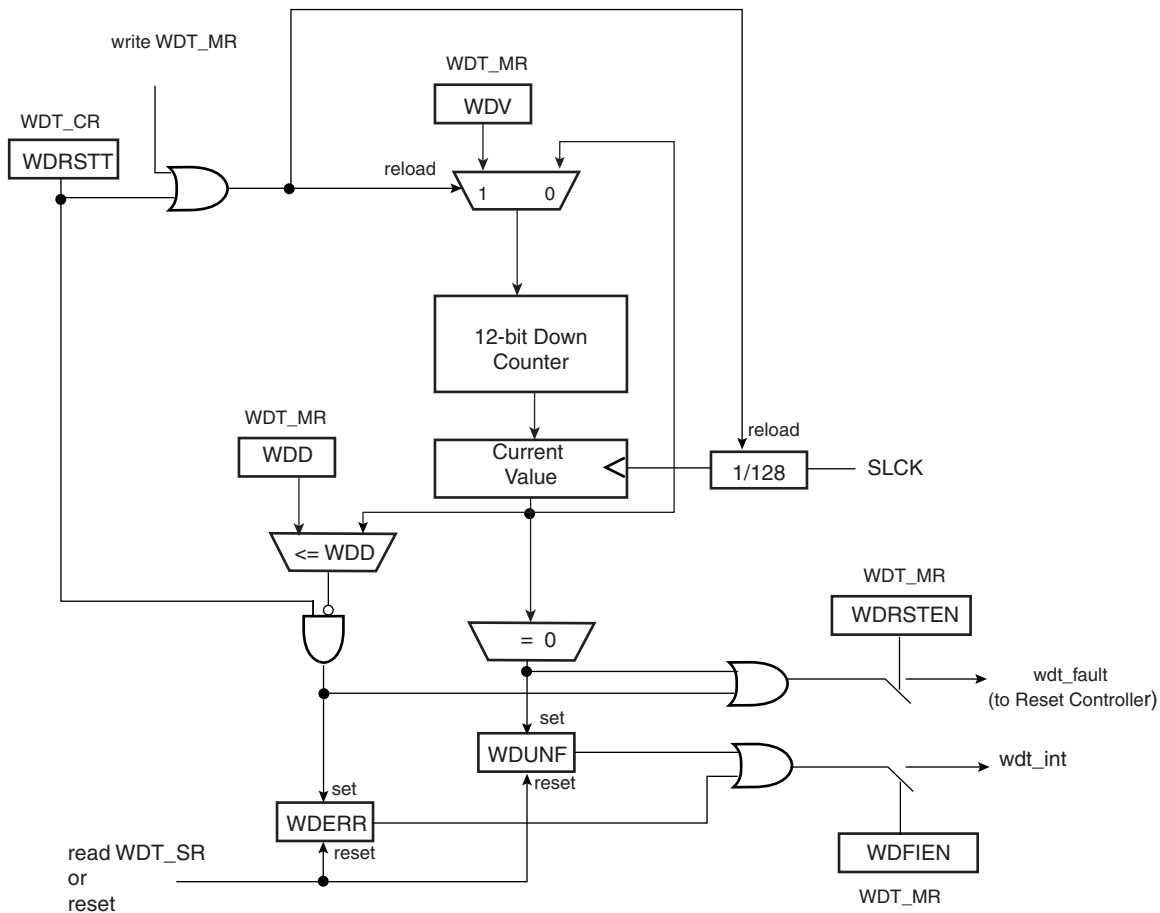 write WDT_MR
WDT_MR
WDV
WDT_CR
WDRSTT
reload
1 0
12-bit Down
Counter
WDT_MR
WDD
reload
Current
Value
1/128
SLCK
<= WDD
WDT_MR
WDRSTEN
= 0
wdt_fault
(to Reset Controller)
set
WDUNF
reset
wdt_int
set
WDERR
reset
read WDT_SR
or
reset
WDFIEN
WDT_MR